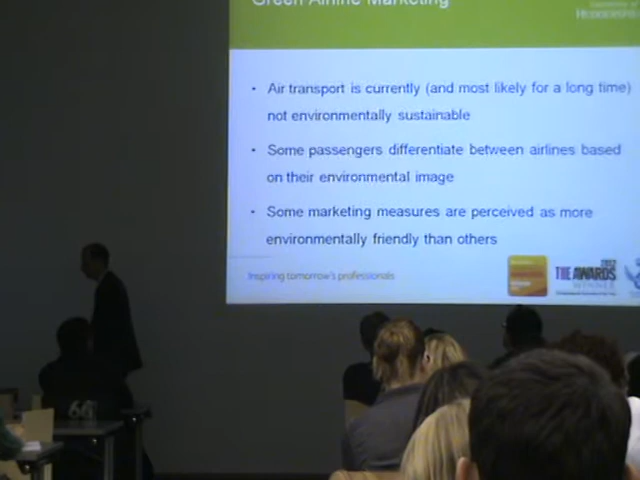 Green Airline Marketing
• Air transport is currently (and most likely for a long time)
not environmentally sustainable
• Some passengers differentiate between airlines based
on their environmental image
• Some marketing measures are perceived as more
environmentally friendly than others
Inspiring tomorrow's professionals
THE AWARDS
WINNER
66